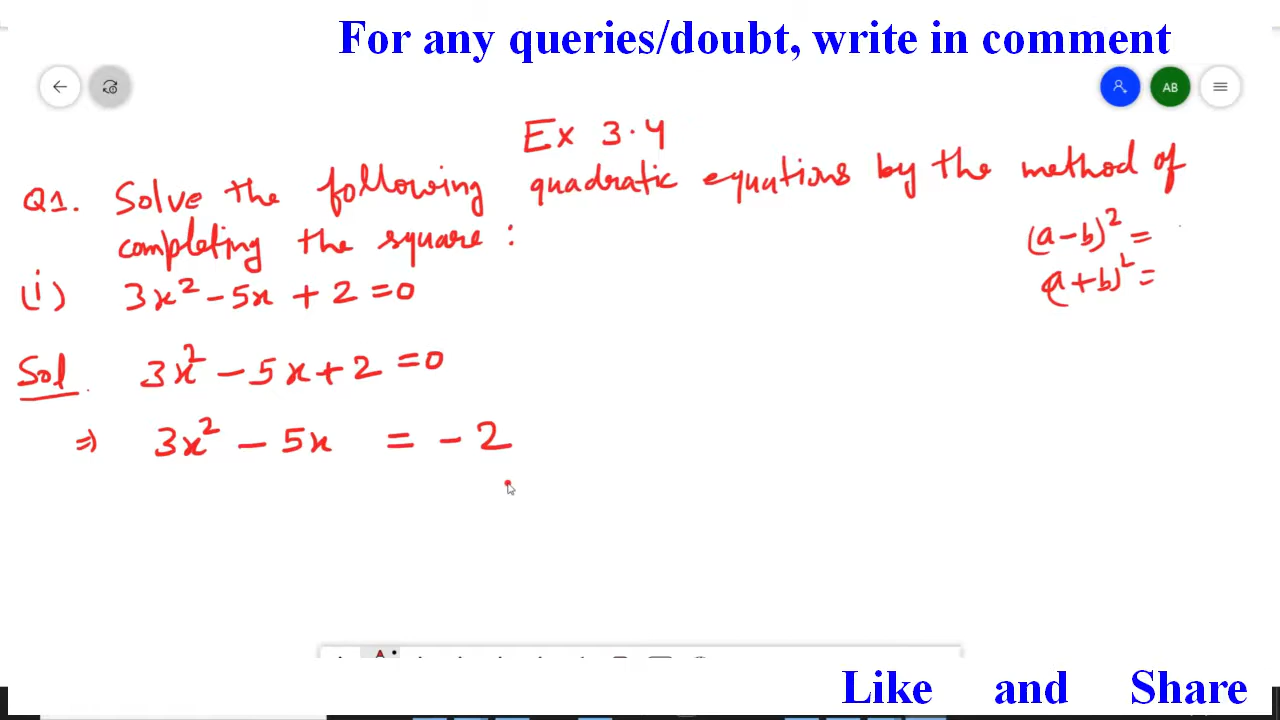 For any queries/doubt, write in comment
AB
Ex 3.4
Q1. Solve the following quadratic equations by the method of
completing the square :
(a-b)² =
(a+b)² =
(i) 3x² - 5x + 2 = 0
Sol. 3x² - 5x + 2 = 0
⇒ 3x² - 5x = - 2
Like and Share